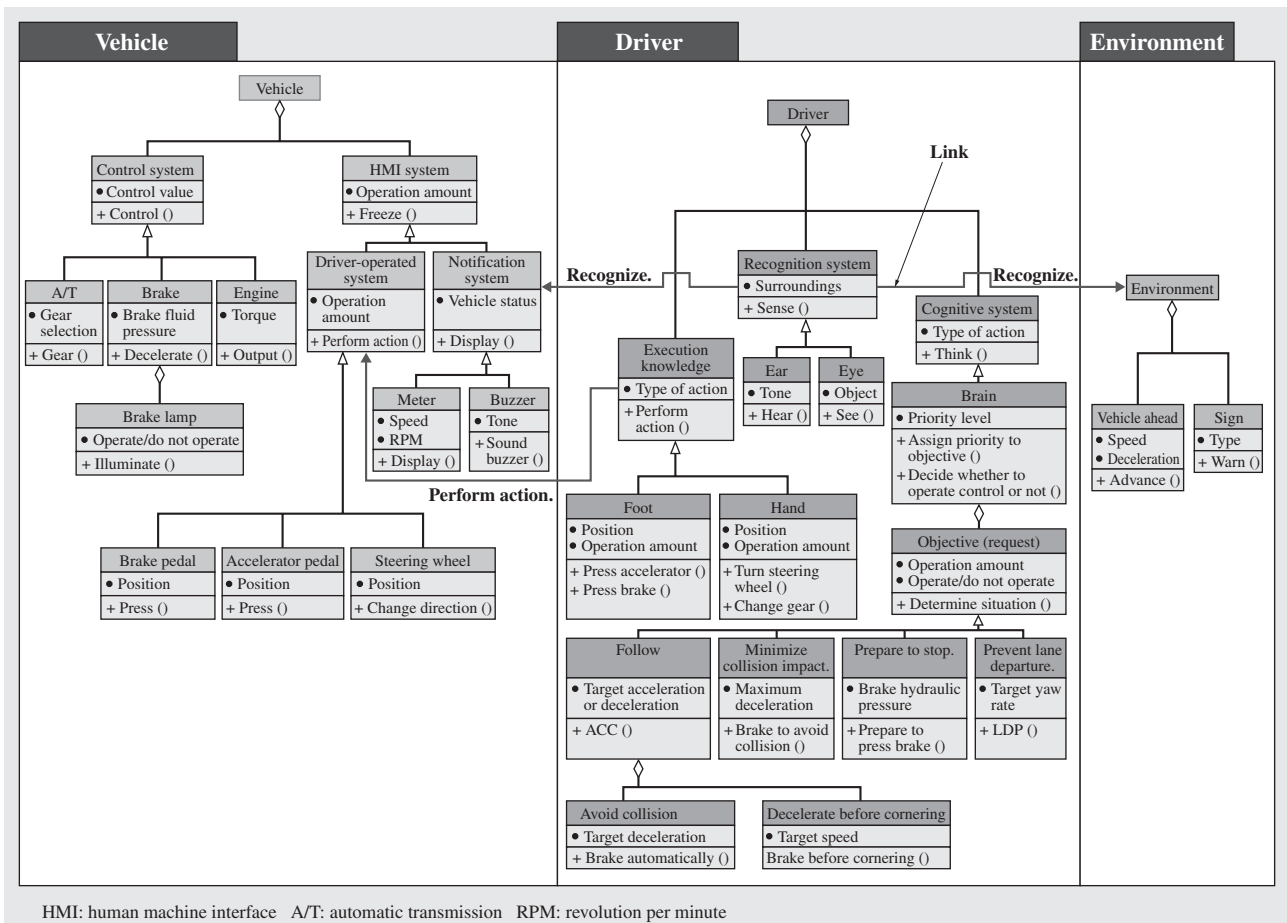 Vehicle
Driver
Environment
Vehicle
Control system
● Control value
+ Control ()
HMI system
● Operation amount
+ Freeze ()
A/T
● Gear
selection
+ Gear ()
Brake
● Brake fluid
pressure
+ Decelerate ()
Engine
● Torque
+ Output ()
Brake lamp
● Operate/do not operate
+ Illuminate ()
Driver-operated
system
● Operation
amount
+ Perform action ()
Notification
system
● Vehicle status
+ Display ()
Meter
● Speed
● RPM
+ Display ()
Buzzer
● Tone
+ Sound
buzzer ()
Brake pedal
● Position
+ Press ()
Accelerator pedal
● Position
+ Press ()
Steering wheel
● Position
+ Change direction ()
Driver
Link
Recognize.
Recognize.
Perform action.
Recognition system
● Surroundings
+ Sense ()
Execution
knowledge
● Type of action
+ Perform
action ()
Ear
● Tone
+ Hear ()
Eye
● Object
+ See ()
Cognitive system
● Type of action
+ Think ()
Brain
● Priority level
+ Assign priority to
objective ()
+ Decide whether to
operate control or not ()
Foot
● Position
● Operation amount
+ Press accelerator ()
+ Press brake ()
Hand
● Position
● Operation amount
+ Turn steering
wheel ()
+ Change gear ()
Objective (request)
● Operation amount
● Operate/do not operate
+ Determine situation ()
Follow
● Target acceleration
or deceleration
+ ACC ()
Minimize
collision impact.
● Maximum
deceleration
+ Brake to avoid
collision ()
Prepare to stop.
● Brake hydraulic
pressure
+ Prepare to
press brake ()
Prevent lane
departure.
● Target yaw
rate
+ LDP ()
Avoid collision
● Target deceleration
+ Brake automatically ()
Decelerate before cornering
● Target speed
Brake before cornering ()
Environment
Vehicle ahead
● Speed
● Deceleration
+ Advance ()
Sign
● Type
+ Warn ()
HMI: human machine interface A/T: automatic transmission RPM: revolution per minute